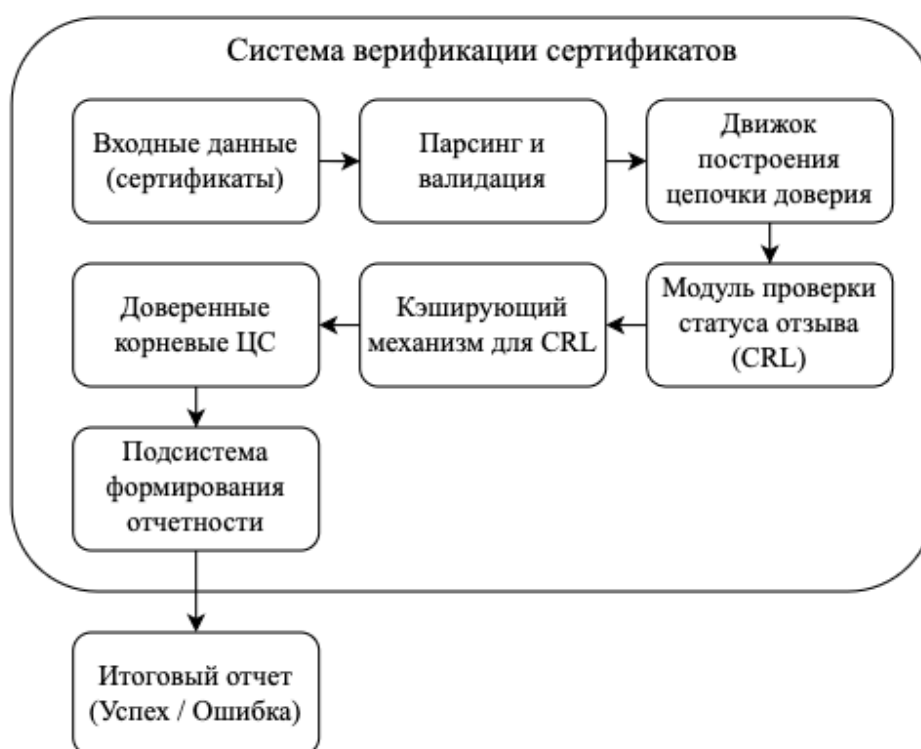 Система верификации сертификатов
Входные данные
(сертификаты)
Парсинг и
валидация
Движок
построения
цепочки доверия
Модуль проверки
статуса отзыва
(CRL)
Кэширующий
механизм для CRL
Доверенные
корневые ЦС
Подсистема
формирования
отчетности
Итоговый отчет
(Успех / Ошибка)